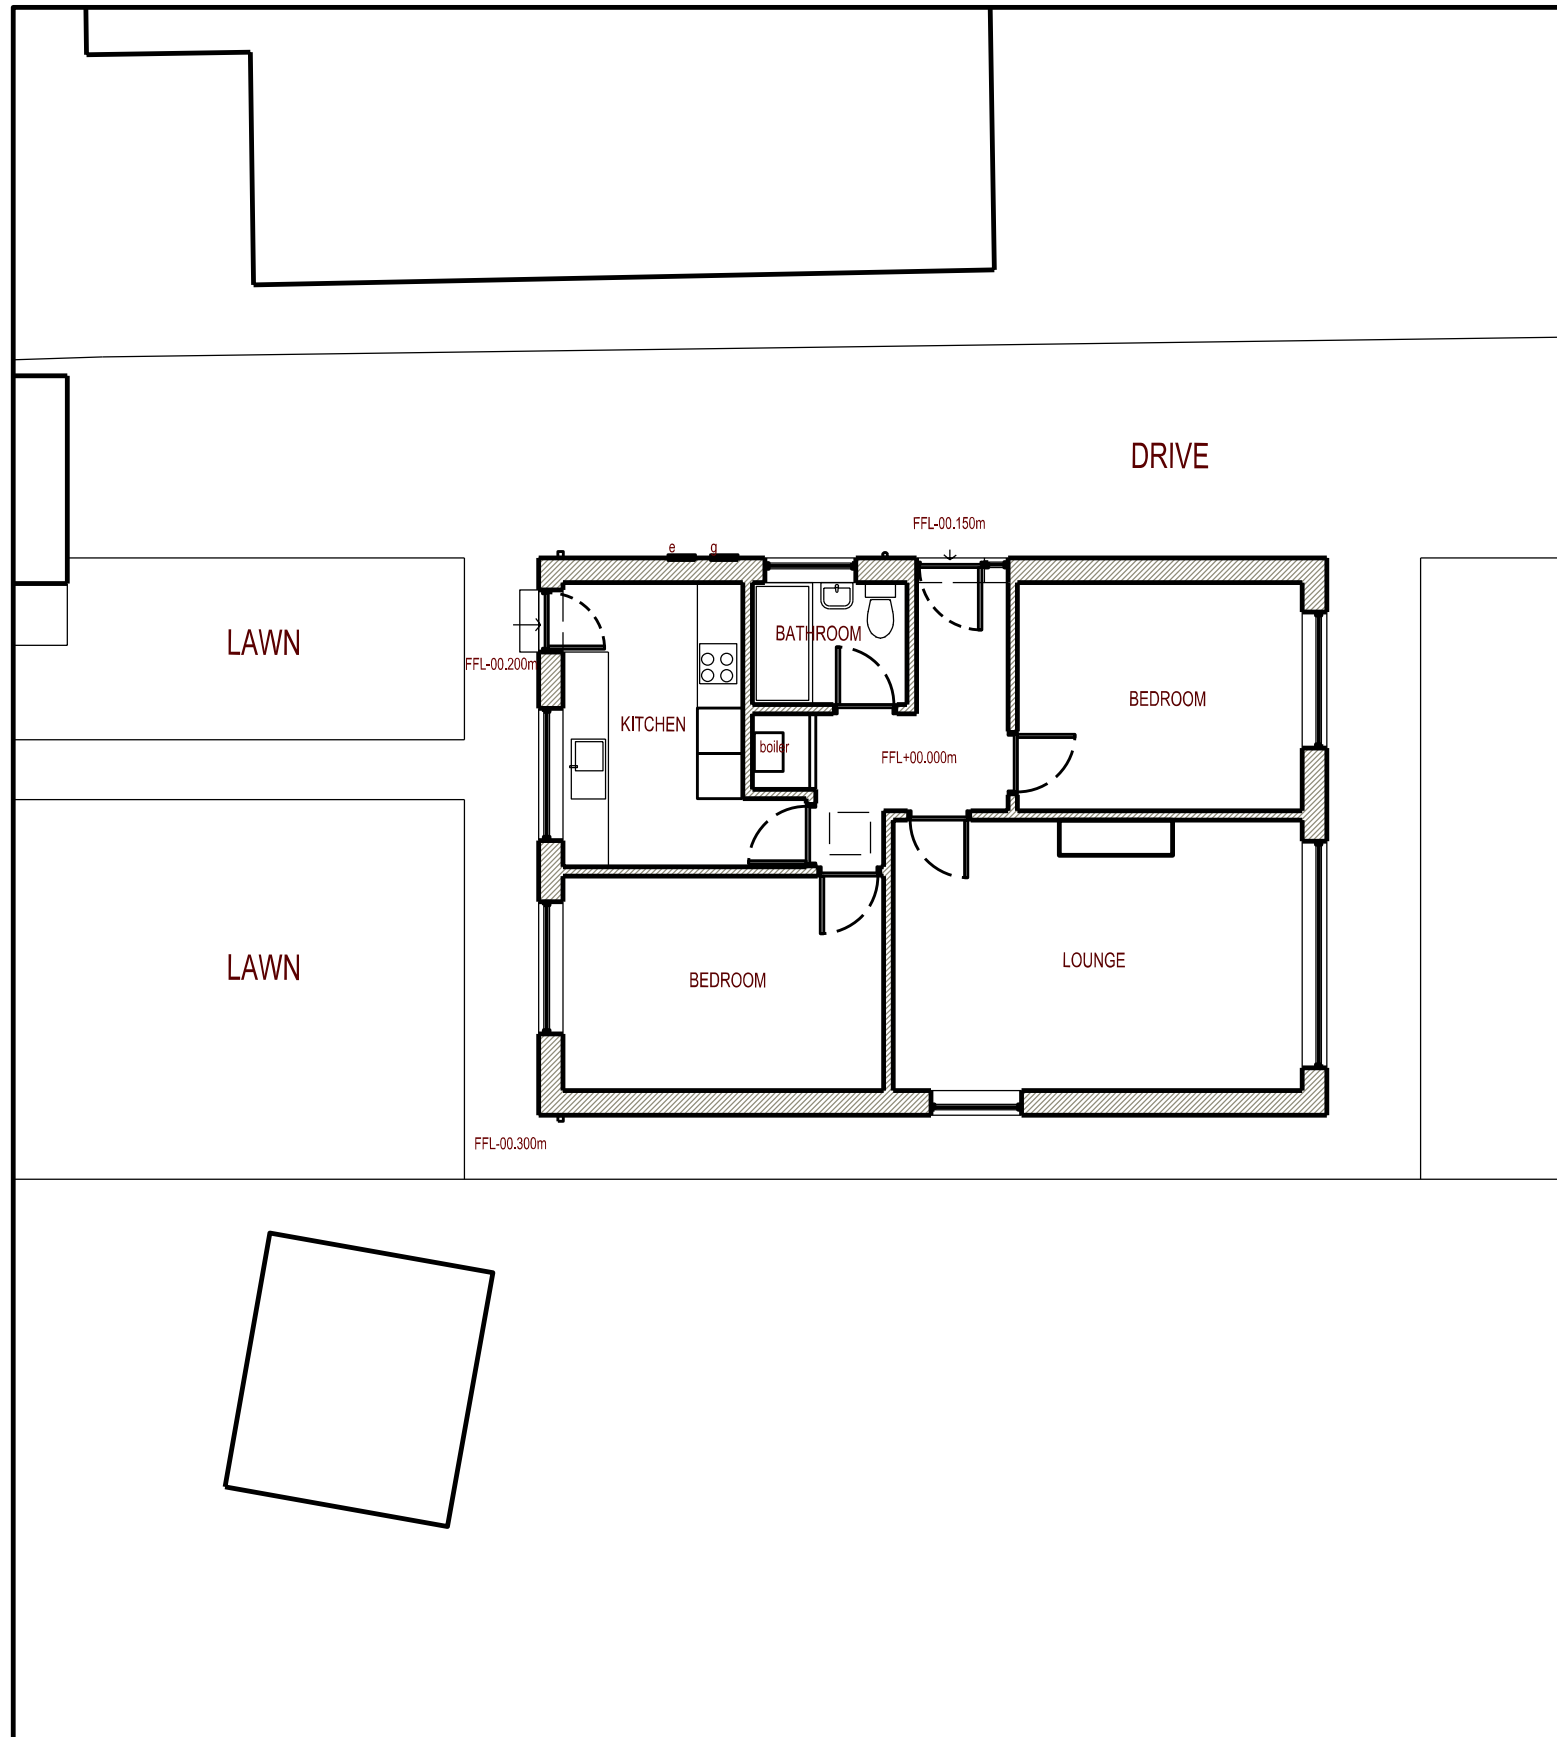 DRIVE
FFL-00.150m
e
g
LAWN
BATHROOM
FFL-00.200m
BEDROOM
KITCHEN
boiler
FFL+00.000m
LAWN
LOUNGE
BEDROOM
FFL-00.300m